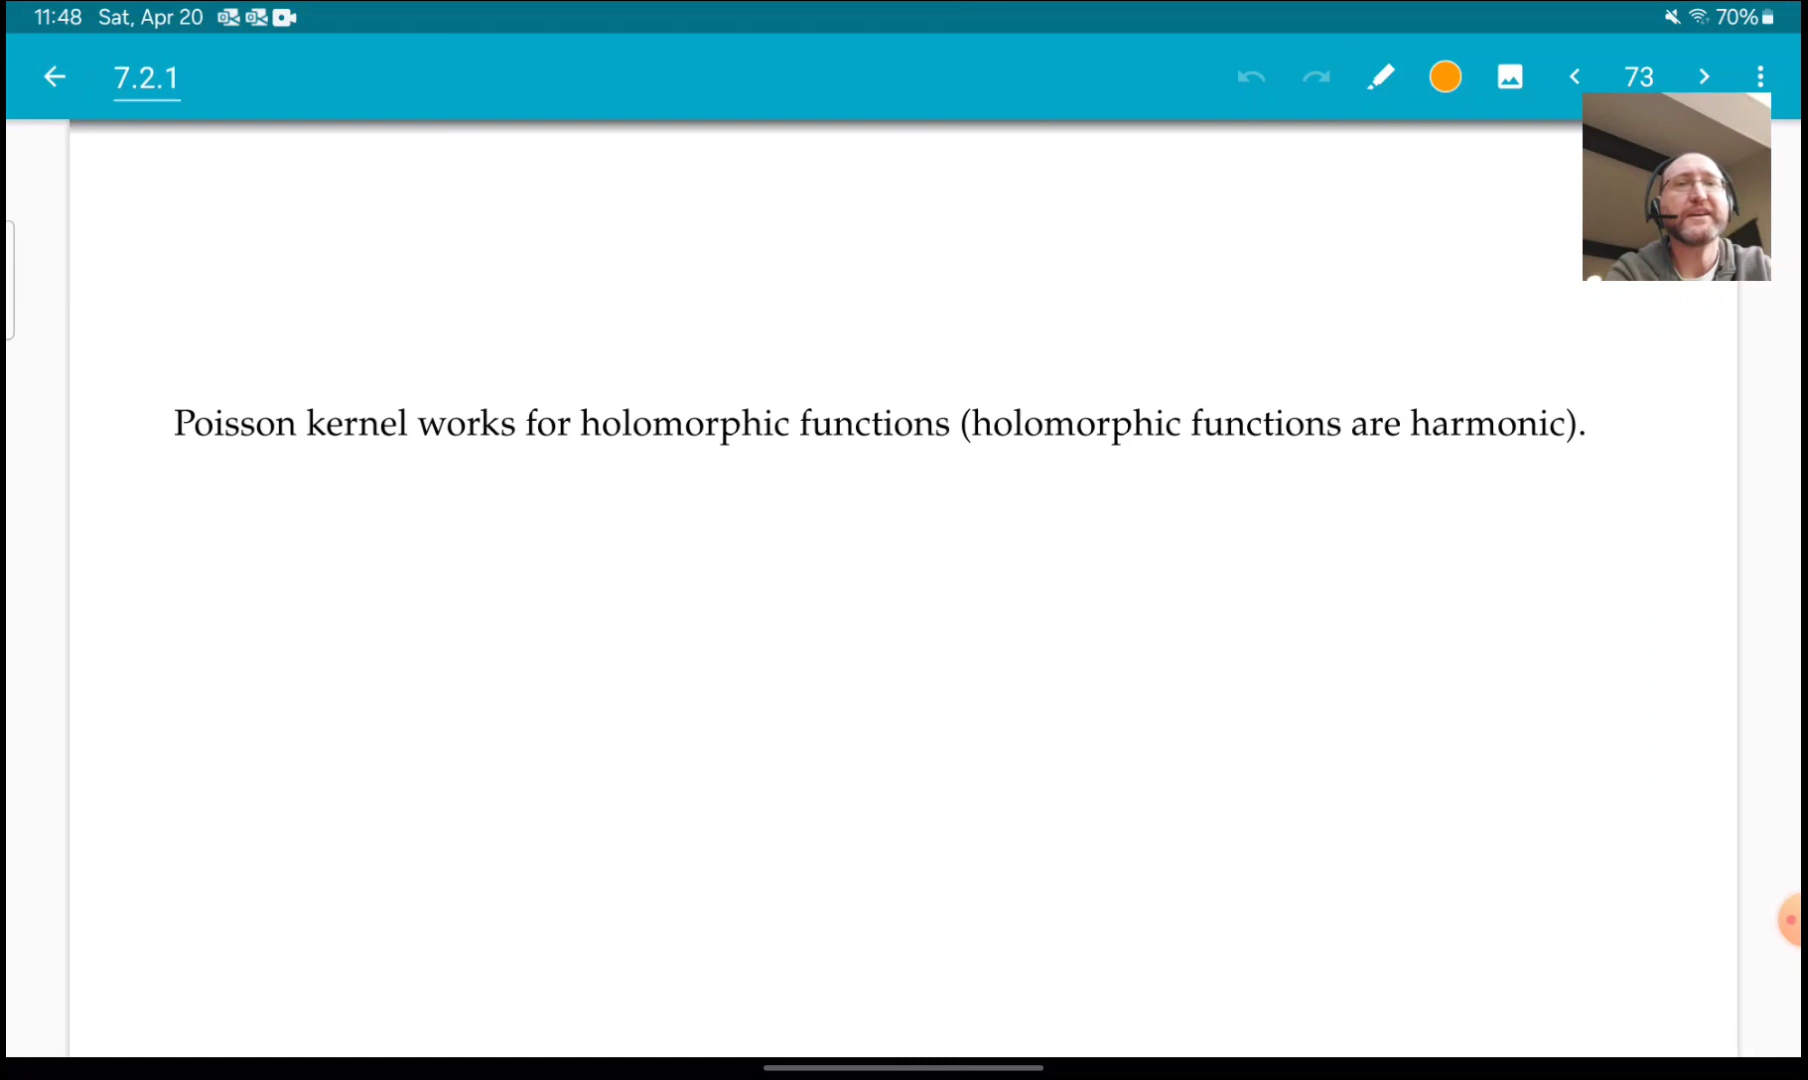 11:48 Sat, Apr 20 70%
7.2.1 73
Poisson kernel works for holomorphic functions (holomorphic functions are harmonic).